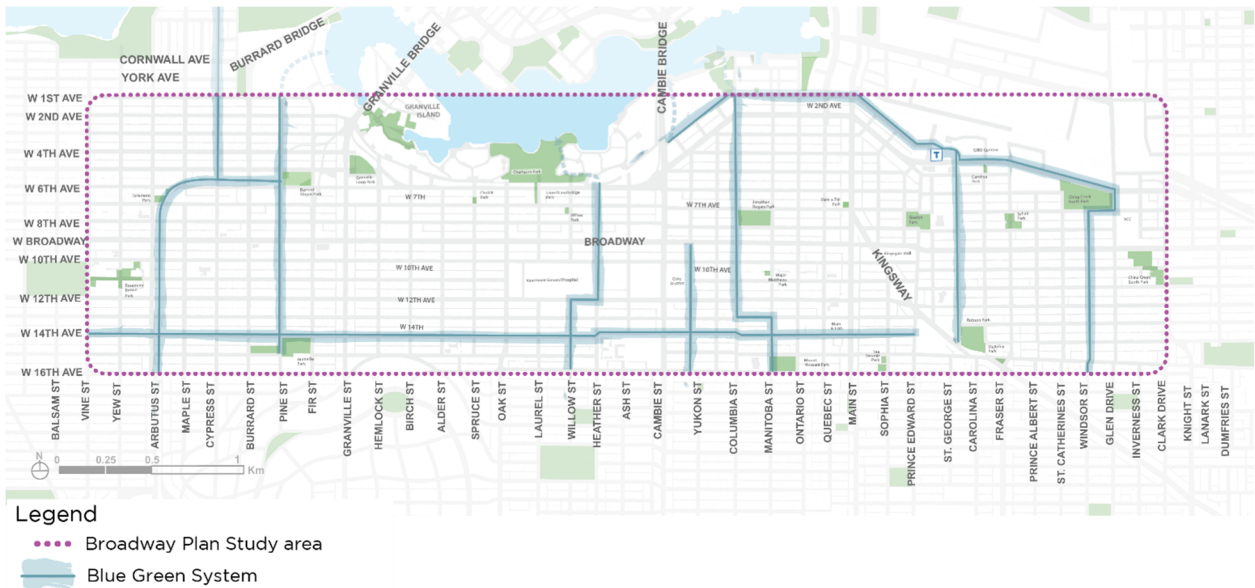 CORNWALL AVE
YORK AVE
BURRARD BRIDGE
GRANVILLE BRIDGE
CAMBIE BRIDGE
GRANVILLE
ISLAND
W 1ST AVE
W 2ND AVE
W 4TH AVE
W 6TH AVE
W 8TH AVE
W BROADWAY
W 10TH AVE
W 12TH AVE
W 14TH AVE
W 16TH AVE
W 2ND AVE
T
W 7TH
W 7TH AVE
BROADWAY
W 10TH AVE
W 10TH AVE
KINGSWAY
W 12TH AVE
W 14TH
BALSAM ST
VINE ST
YEW ST
ARBUTUS ST
MAPLE ST
CYPRESS ST
BURRARD ST
PINE ST
FIR ST
GRANVILLE ST
HEMLOCK ST
BIRCH ST
ALDER ST
SPRUCE ST
OAK ST
LAUREL ST
WILLOW ST
HEATHER ST
ASH ST
CAMBIE ST
YUKON ST
COLUMBIA ST
MANITOBA ST
ONTARIO ST
QUEBEC ST
MAIN ST
SOPHIA ST
PRINCE EDWARD ST
ST. GEORGE ST
CAROLINA ST
FRASER ST
PRINCE ALBERT ST
ST. CATHERINES ST
WINDSOR ST
GLEN DRIVE
INVERNESS ST
CLARK DRIVE
KNIGHT ST
LANARK ST
DUMFRIES ST
N
0 0.25 0.5 1
Km
Legend
Broadway Plan Study area
Blue Green System